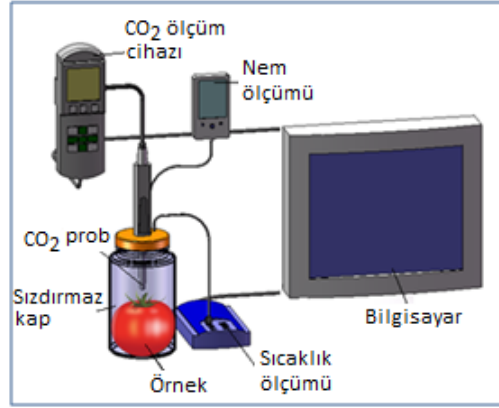 CO2 ölçüm
cihazı
Nem
ölçümü
CO2 prob
Sızdırmaz
kap
Örnek
Sıcaklık
ölçümü
Bilgisayar